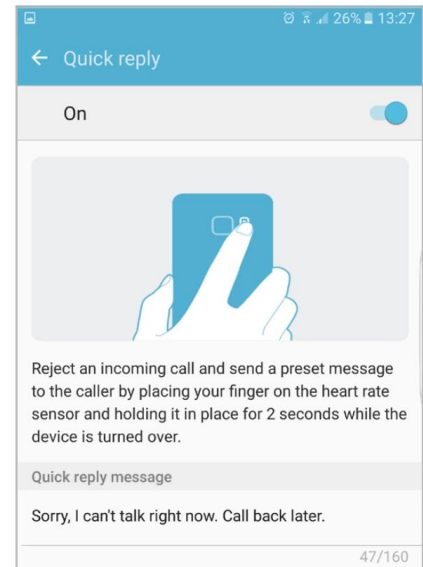 26% 13:27
Quick reply
On
Reject an incoming call and send a preset message
to the caller by placing your finger on the heart rate
sensor and holding it in place for 2 seconds while the
device is turned over.
Quick reply message
Sorry, I can't talk right now. Call back later.
47/160